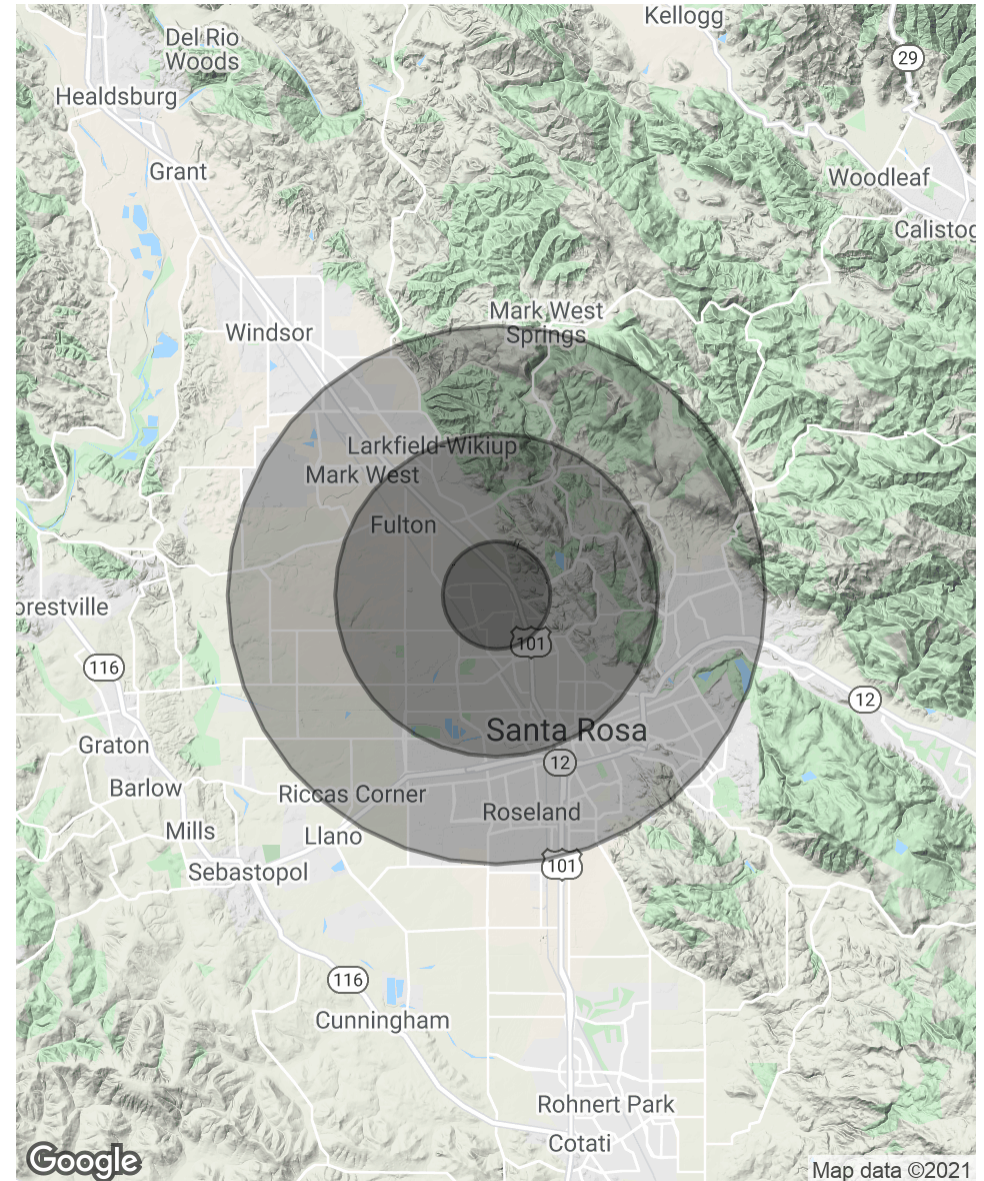 Kellogg
Del Rio
Woods
29
Healdsburg
Grant
Woodleaf
Calistog
Mark West
Springs
Windsor
Larkfield-Wikiup
Mark West
Fulton
orestville
101
116
12
Santa Rosa
Graton
12
Barlow
Riccas Corner
Roseland
Mills
Llano
Sebastopol
101
116
Cunningham
Rohnert Park
Cotati
Google
Map data ©2021